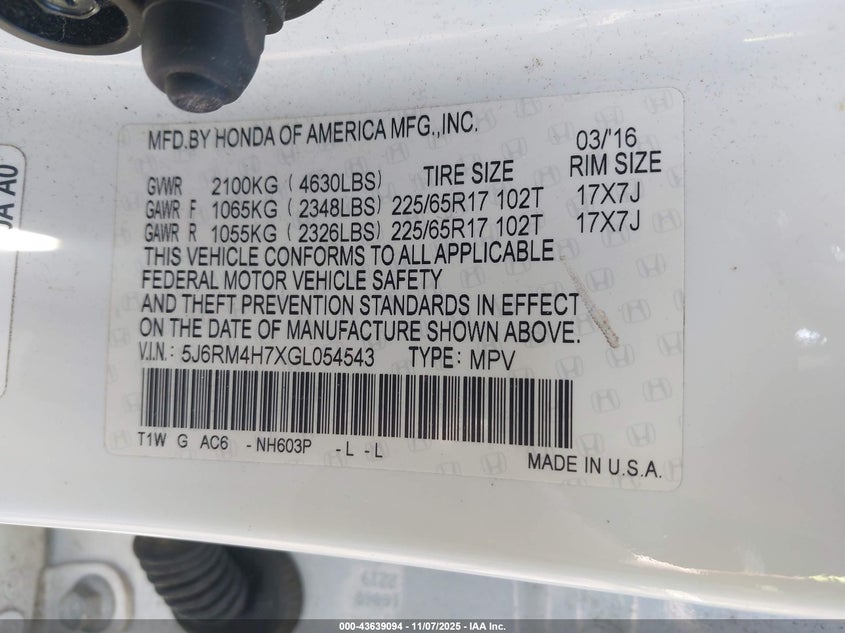 MFD.BY HONDA OF AMERICA MFG.,INC.
03/'16
GVWR 2100KG ( 4630LBS) TIRE SIZE RIM SIZE
GAWR F 1065KG ( 2348LBS) 225/65R17 102T 17X7J
GAWR R 1055KG ( 2326LBS) 225/65R17 102T 17X7J
THIS VEHICLE CONFORMS TO ALL APPLICABLE
FEDERAL MOTOR VEHICLE SAFETY
AND THEFT PREVENTION STANDARDS IN EFFECT
ON THE DATE OF MANUFACTURE SHOWN ABOVE.
V.I.N.: 5J6RM4H7XGL054543 TYPE: MPV
T1W G AC6 -NH603P -L -L
MADE IN U.S.A.
000-43639094 - 11/07/2025 - IAA Inc.